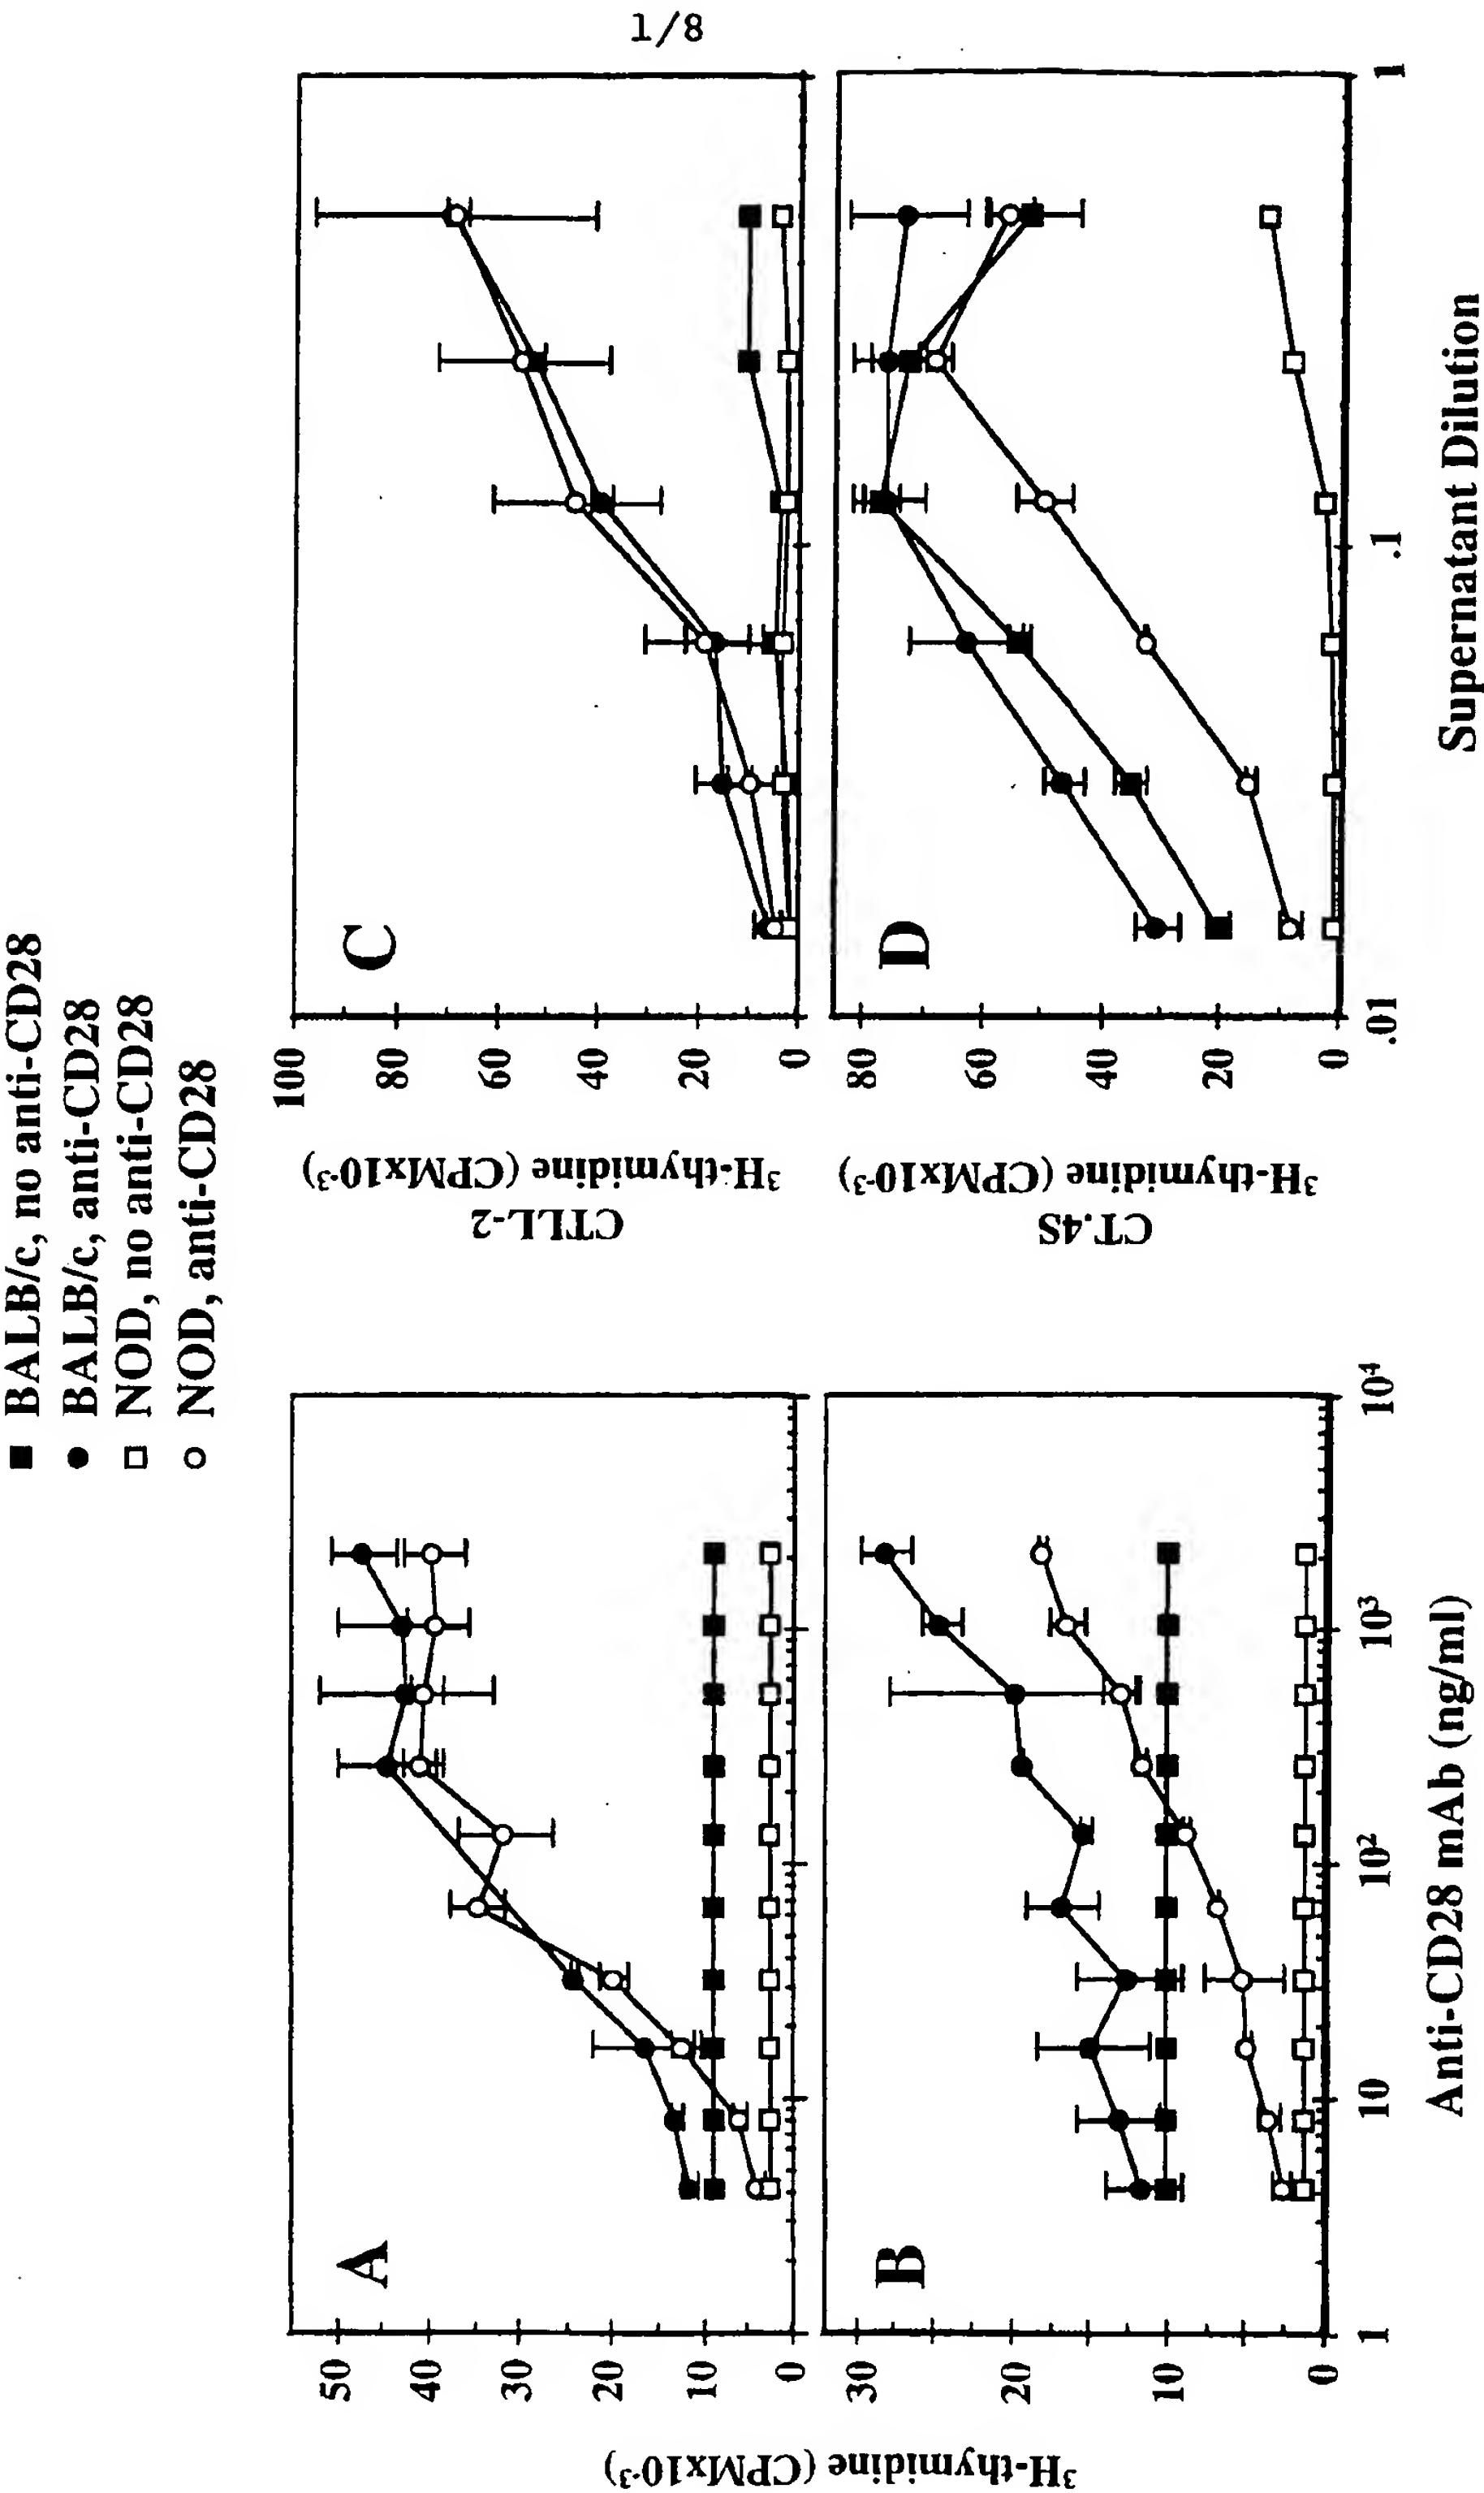 1/8
■ BALB/c, no anti-CD28
● BALB/c, anti-CD28
□ NOD, no anti-CD28
○ NOD, anti-CD28
³H-thymidine (CPMx10⁻³)
A
50
40
30
20
10
0
B
30
20
10
0
1
10
10²
10³
10⁴
Anti-CD28 mAb (ng/ml)
CTLL-2
³H-thymidine (CPMx10⁻³)
C
100
80
60
40
20
0
CT.4S
³H-thymidine (CPMx10⁻³)
D
80
60
40
20
0
.01
.1
1
Supernatant Dilution